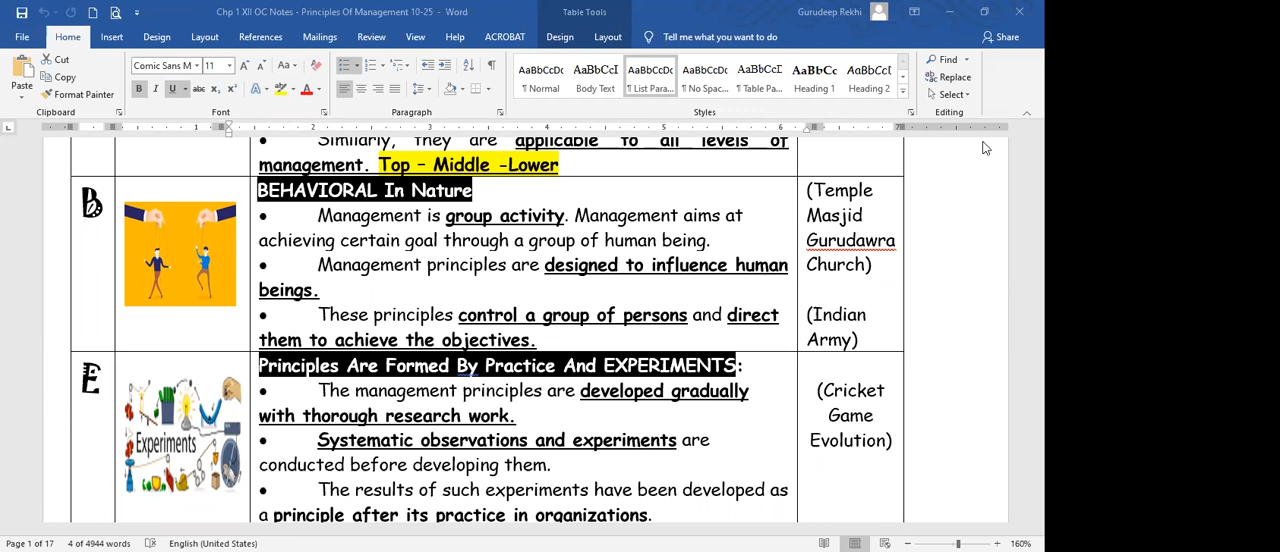 Chp 1 XII OC Notes - Principles Of Management 10-25 - Word
Table Tools
Gurudeep Rekhi
File Home Insert Design Layout References Mailings Review View Help ACROBAT Design Layout Tell me what you want to do Share
Paste
Cut
Copy
Format Painter
Clipboard
Comic Sans M 11
Font
Paragraph
AaBbCcDc AaBbCcI AaBbCcDc AaBbCcDc AaBbCcI AaBbCc AaBbCcD
¶ Normal Body Text ¶ List Para... ¶ No Spac... ¶ Table Pa... Heading 1 Heading 2
Styles
Find
Replace
Select
Editing
1 2 3 4 5 6
• Similarly, they are applicable to all levels of
management. Top – Middle -Lower
B
BEHAVIORAL In Nature
• Management is group activity. Management aims at
achieving certain goal through a group of human being.
• Management principles are designed to influence human
beings.
• These principles control a group of persons and direct
them to achieve the objectives.
(Temple
Masjid
Gurudawra
Church)
(Indian
Army)
E
Experiments
Principles Are Formed By Practice And EXPERIMENTS:
• The management principles are developed gradually
with thorough research work.
• Systematic observations and experiments are
conducted before developing them.
• The results of such experiments have been developed as
a principle after its practice in organizations.
(Cricket
Game
Evolution)
Page 1 of 17 4 of 4944 words English (United States) 160%